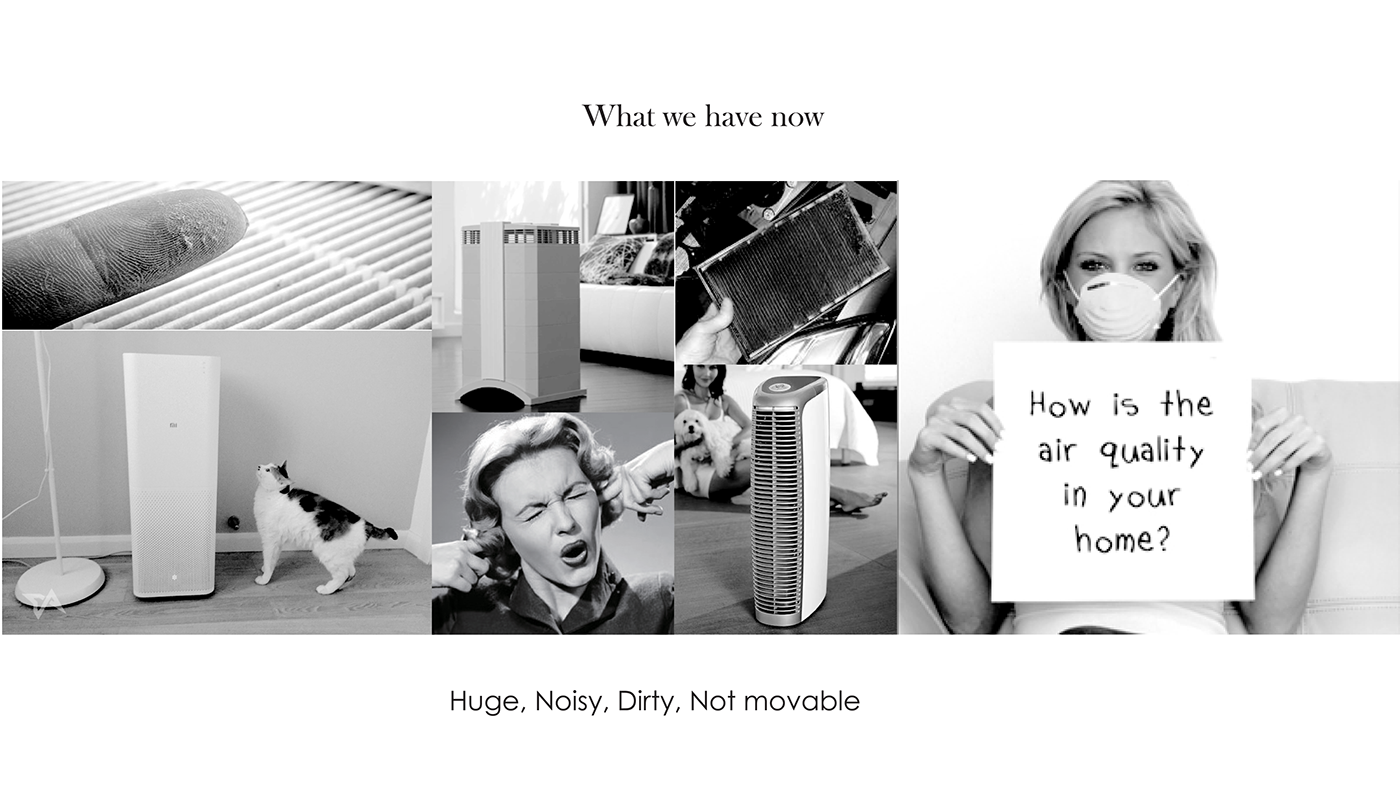 What we have now
mi
How is the
air quality
in your
home?
Huge, Noisy, Dirty, Not movable